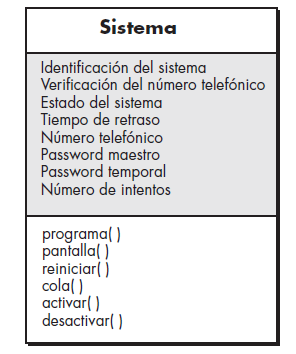 Sistema
Identificación del sistema
Verificación del número telefónico
Estado del sistema
Tiempo de retraso
Número telefónico
Password maestro
Password temporal
Número de intentos
programa( )
pantalla( )
reiniciar( )
cola( )
activar( )
desactivar( )